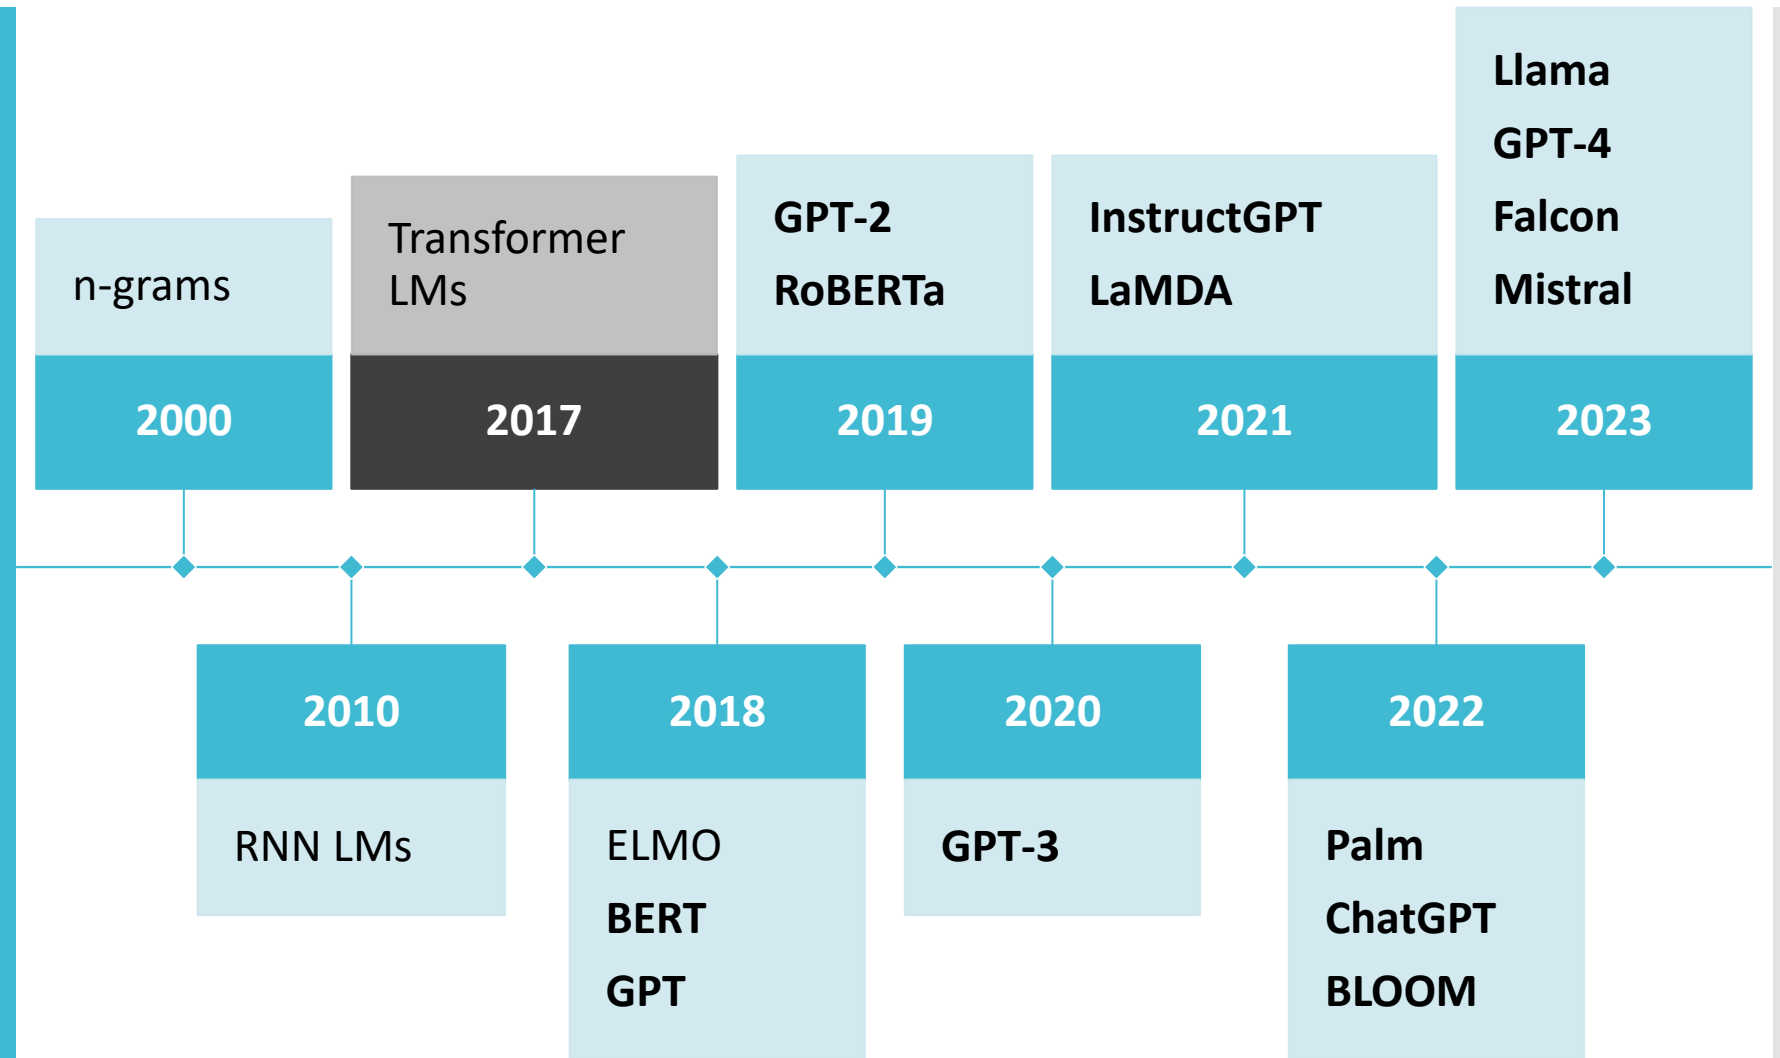 n-grams
2000
RNN LMs
2010
Transformer
LMs
2017
2018
ELMO
BERT
GPT
GPT-2
RoBERTa
2019
2020
GPT-3
InstructGPT
LaMDA
2021
2022
Palm
ChatGPT
BLOOM
Llama
GPT-4
Falcon
Mistral
2023